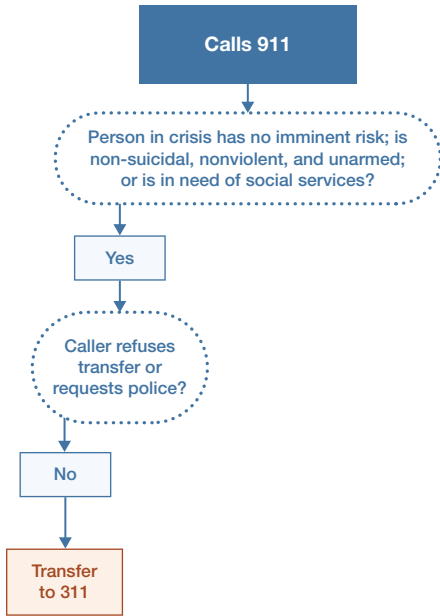 Calls 911
Person in crisis has no imminent risk; is
non-suicidal, nonviolent, and unarmed;
or is in need of social services?
Yes
Caller refuses
transfer or
requests police?
No
Transfer
to 311